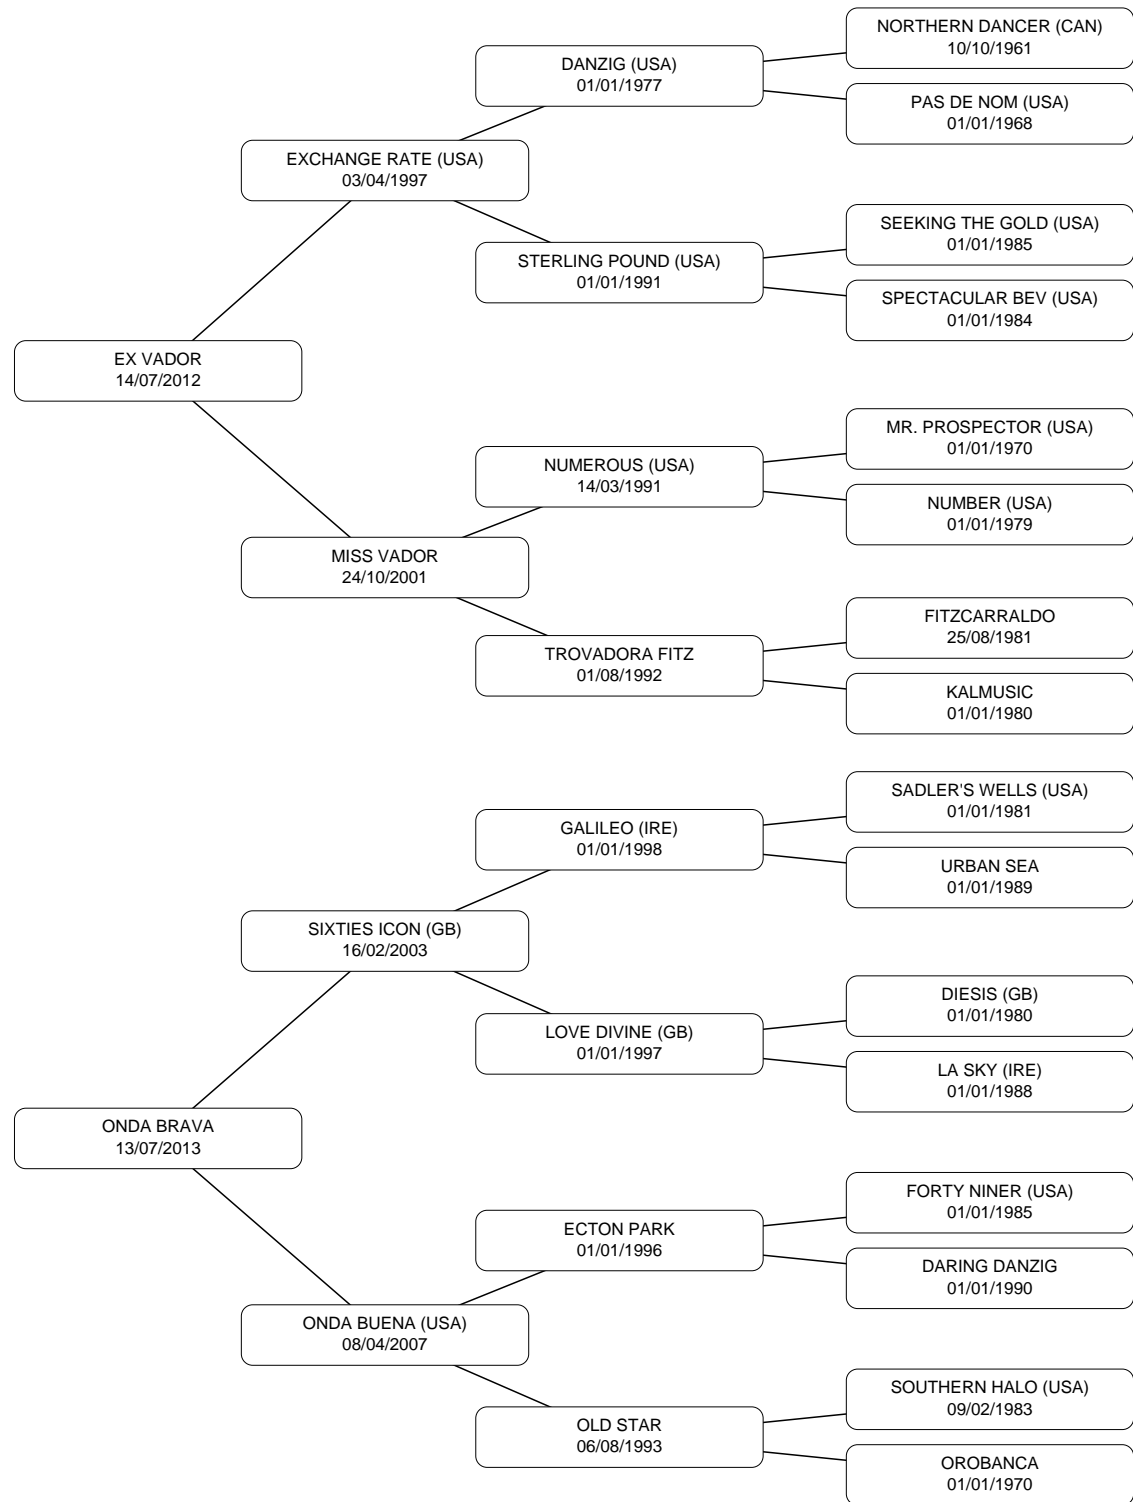 NORTHERN DANCER (CAN)
10/10/1961
DANZIG (USA)
01/01/1977
PAS DE NOM (USA)
01/01/1968
EXCHANGE RATE (USA)
03/04/1997
SEEKING THE GOLD (USA)
01/01/1985
STERLING POUND (USA)
01/01/1991
SPECTACULAR BEV (USA)
01/01/1984
EX VADOR
14/07/2012
MR. PROSPECTOR (USA)
01/01/1970
NUMEROUS (USA)
14/03/1991
NUMBER (USA)
01/01/1979
MISS VADOR
24/10/2001
FITZCARRALDO
25/08/1981
TROVADORA FITZ
01/08/1992
KALMUSIC
01/01/1980
SADLER'S WELLS (USA)
01/01/1981
GALILEO (IRE)
01/01/1998
URBAN SEA
01/01/1989
SIXTIES ICON (GB)
16/02/2003
DIESIS (GB)
01/01/1980
LOVE DIVINE (GB)
01/01/1997
LA SKY (IRE)
01/01/1988
ONDA BRAVA
13/07/2013
FORTY NINER (USA)
01/01/1985
ECTON PARK
01/01/1996
DARING DANZIG
01/01/1990
ONDA BUENA (USA)
08/04/2007
SOUTHERN HALO (USA)
09/02/1983
OLD STAR
06/08/1993
OROBANCA
01/01/1970